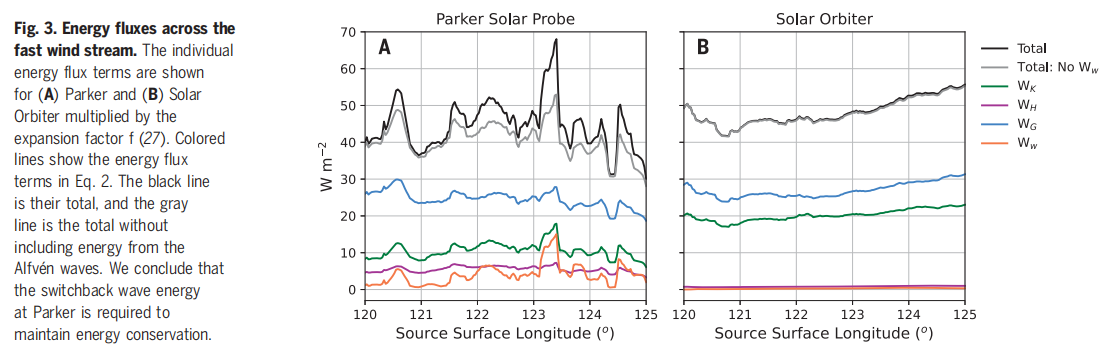 Fig. 3. Energy fluxes across the
fast wind stream. The individual
energy flux terms are shown
for (A) Parker and (B) Solar
Orbiter multiplied by the
expansion factor f (27). Colored
lines show the energy flux
terms in Eq. 2. The black line
is their total, and the gray
line is the total without
including energy from the
Alfvén waves. We conclude that
the switchback wave energy
at Parker is required to
maintain energy conservation.
Parker Solar Probe
A
70
60
50
40
30
20
10
0
W m⁻²
120 121 122 123 124 125
Source Surface Longitude (°)
Solar Orbiter
B
120 121 122 123 124 125
Source Surface Longitude (°)
Total
Total: No W_w
W_K
W_H
W_G
W_w